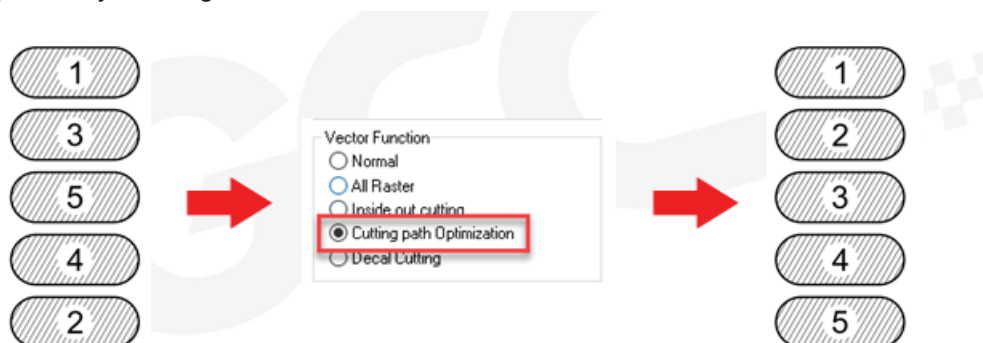 1
3
5
4
2
Vector Function
Normal
All Raster
Inside out cutting
Cutting path Optimization
Decal Cutting
1
2
3
4
5